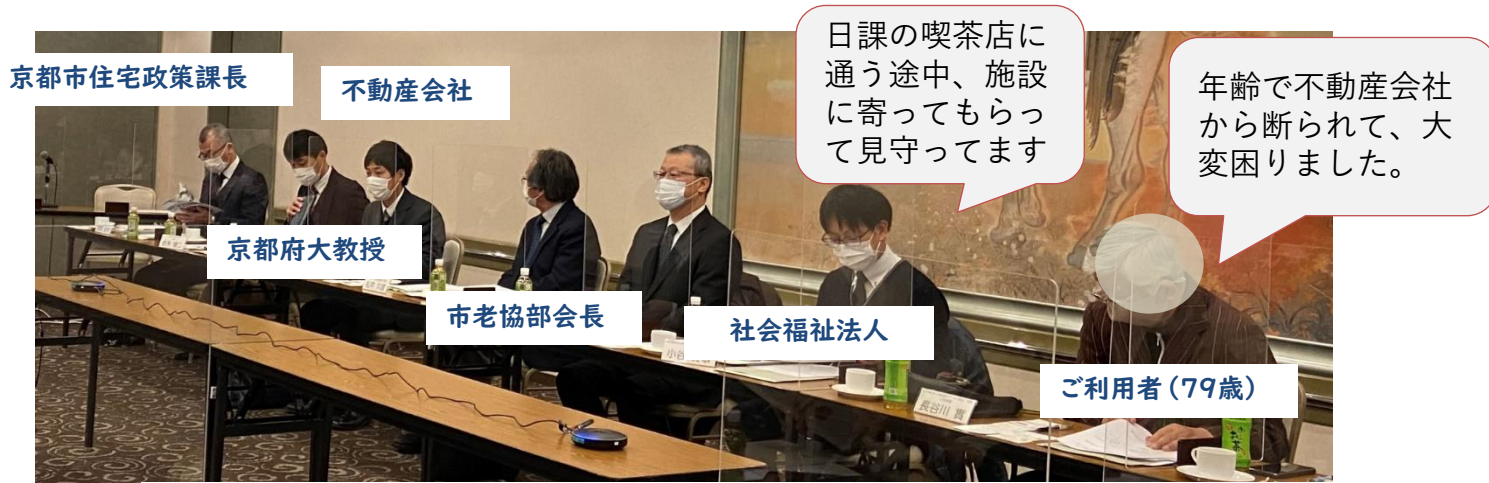 京都市住宅政策課長
不動産会社
日課の喫茶店に
通う途中、施設
に寄ってもらっ
て見守ってます
年齢で不動産会社
から断られて、大
変困りました。
京都府大教授
市老協部会長
社会福祉法人
ご利用者(79歳)
長谷川
お茶